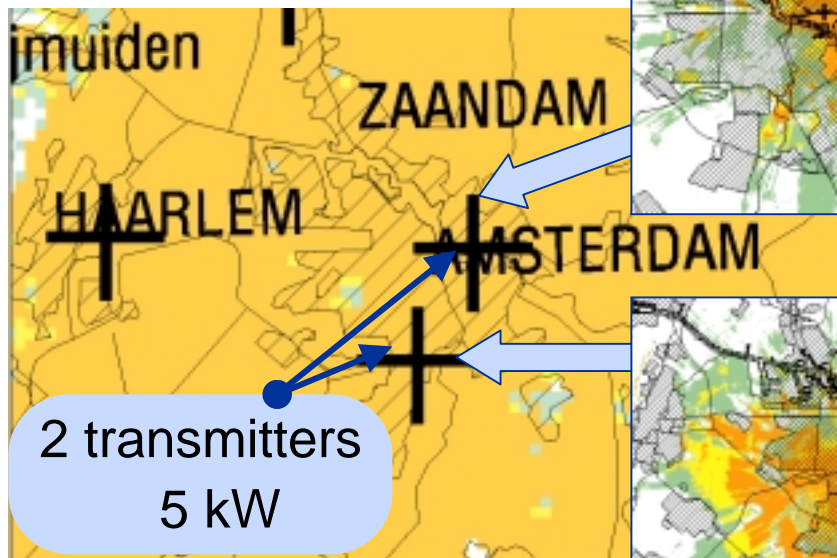 jmuiden
ZAANDAM
HAARLEM
AMSTERDAM
2 transmitters
5 kW